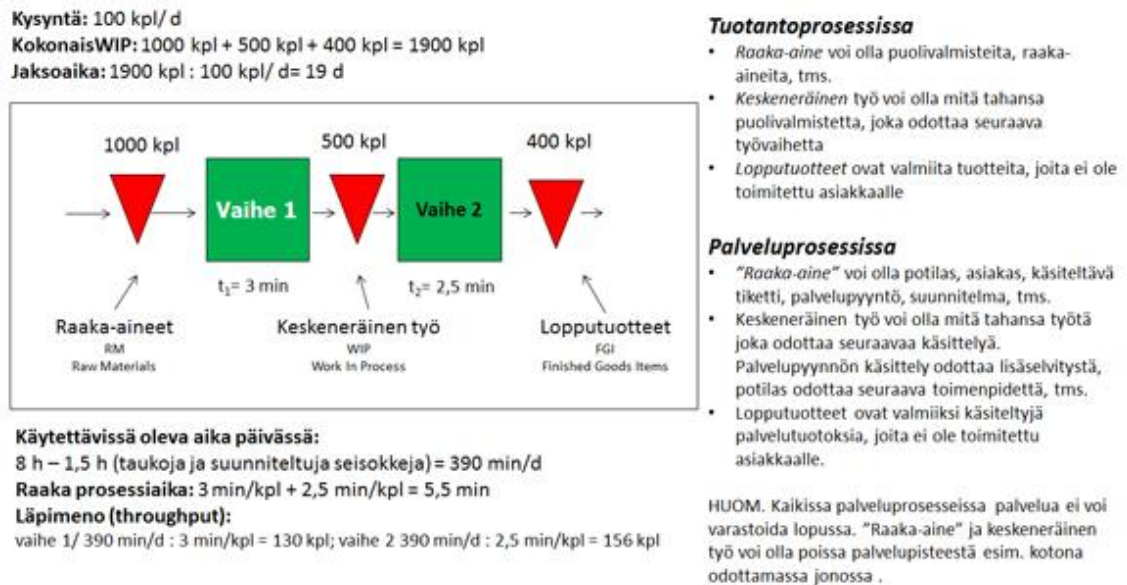 Kysyntä: 100 kpl/ d
KokonaisWIP: 1000 kpl + 500 kpl + 400 kpl = 1900 kpl
Jaksoaika: 1900 kpl : 100 kpl/ d= 19 d
1000 kpl
500 kpl
400 kpl
Vaihe 1
Vaihe 2
t₁= 3 min
t₂= 2,5 min
Raaka-aineet
RM
Raw Materials
Keskeneräinen työ
WIP
Work In Process
Lopputuotteet
FGI
Finished Goods Items
Käytettävissä oleva aika päivässä:
8 h – 1,5 h (taukoja ja suunniteltuja seisokkeja) = 390 min/d
Raaka prosessiaika: 3 min/kpl + 2,5 min/kpl = 5,5 min
Läpimeno (throughput):
vaihe 1/ 390 min/d : 3 min/kpl = 130 kpl; vaihe 2 390 min/d : 2,5 min/kpl = 156 kpl
Tuotantoprosessissa
• Raaka-aine voi olla puolivalmisteita, raaka-
aineita, tms.
• Keskeneräinen työ voi olla mitä tahansa
puolivalmistetta, joka odottaa seuraava
työvaihetta
• Lopputuotteet ovat valmiita tuotteita, joita ei ole
toimitettu asiakkaalle
Palveluprosessissa
• "Raaka-aine" voi olla potilas, asiakas, käsiteltävä
tiketti, palvelupyyntö, suunnitelma, tms.
• Keskeneräinen työ voi olla mitä tahansa työtä
joka odottaa seuraavaa käsittelyä.
Palvelupyynnön käsittely odottaa lisäselvitystä,
potilas odottaa seuraava toimenpidettä, tms.
• Lopputuotteet ovat valmiiksi käsiteltyjä
palvelutuotoksia, joita ei ole toimitettu
asiakkaalle.
HUOM. Kaikissa palveluprosesseissa palvelua ei voi
varastoida lopussa. "Raaka-aine" ja keskeneräinen
työ voi olla poissa palvelupisteestä esim. kotona
odottamassa jonossa .